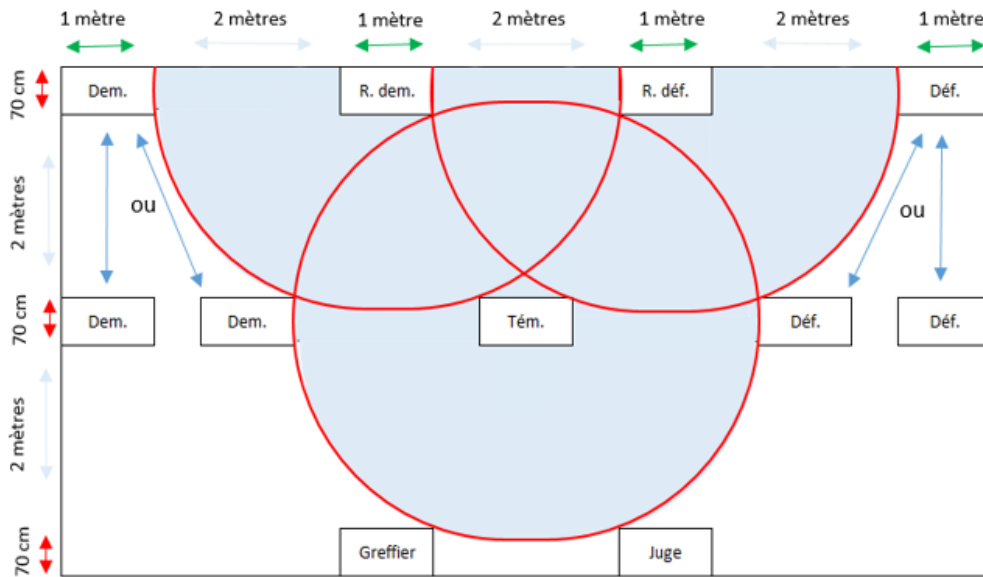 1 mètre 2 mètres 1 mètre 2 mètres 1 mètre 2 mètres 1 mètre
70 cm Dem. R. dem. R. déf. Déf.
2 mètres ou ou
70 cm Dem. Dem. Tém. Déf. Déf.
2 mètres
70 cm Greffier Juge